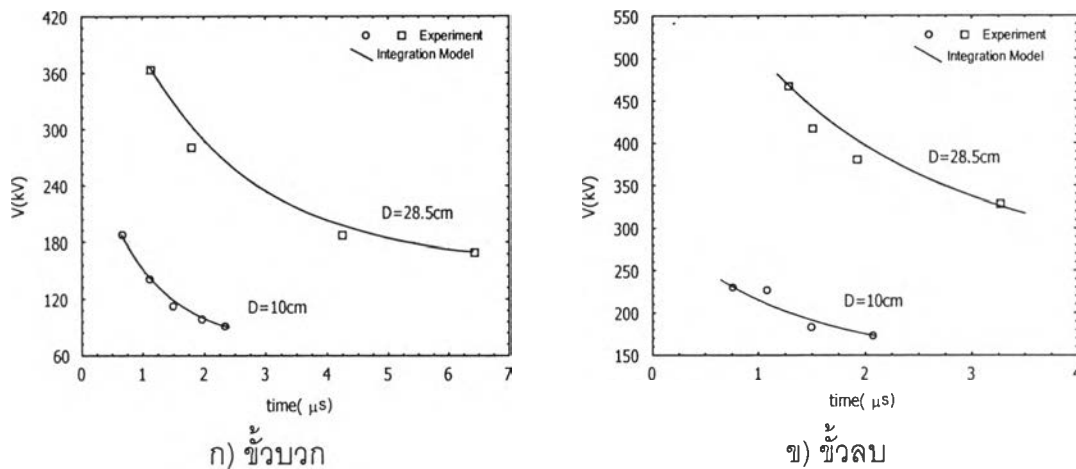 420
360
300
240
180
120
60
V(kV)
Experiment
Integration Model
D=28.5cm
D=10cm
0 1 2 3 4 5 6 7
time( μs)
ก) ขั้วบวก
550
500
450
400
350
300
250
200
150
V(kV)
Experiment
Integration Model
D=28.5cm
D=10cm
0 1 2 3 4
time( μs)
ข) ขั้วลบ